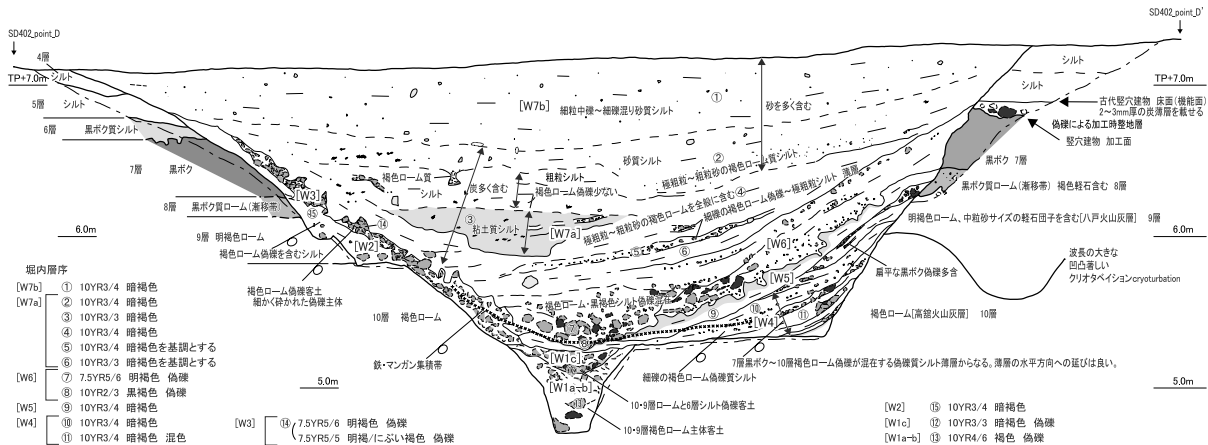 SD402_point_D
SD402_point_D'
4層
シルト
TP+7.0m
シルト
5層
6層
黒ボク質シルト
7層
黒ボク
8層
黒ボク質ローム(漸移帯)
6.0m
9層 明褐色ローム
褐色ローム偽礫を含むシルト
[W3]
⑭
⑮
[W2]
褐色ローム偽礫客土
細かく砕かれた偽礫主体
10層 褐色ローム
鉄・マンガン集積帯
[W7b]
①
細粒中礫~細礫混り砂質シルト
砂を多く含む
砂質シルト
②
極粗粒~粗粒砂の褐色ローム質シルト
褐色ローム質
シルト
炭多く含む
粗粒シルト
褐色ローム偽礫少ない
③
粘土質シルト
[W7a]
極粗粒~粗粒砂の褐色ロームを全般に含む④
細礫の褐色ローム偽礫~極粗粒シルト 薄層
⑤
⑥
[W6]
[W5]
褐色ローム・黒褐色シルト偽礫混在
⑦
⑧
⑨
⑩
[W4]
⑪
[W1c]
[W1a-b]
⑬
5.0m
10・9層ロームと6層シルト偽礫客土
10・9層褐色ローム主体客土
細礫の褐色ローム偽礫質シルト
7層黒ボク~10層褐色ローム偽礫が混在する偽礫質シルト薄層からなる。薄層の水平方向への延びは良い。
シルト
シルト
TP+7.0m
古代竪穴建物 床面(機能面)
2~3mm厚の炭薄層を載せる
偽礫による加工時整地層
竪穴建物 加工面
黒ボク 7層
黒ボク質ローム(漸移帯) 褐色軽石含む 8層
明褐色ローム、中粒砂サイズの軽石団子を含む[八戸火山灰層] 9層
6.0m
扁平な黒ボク偽礫多含
波長の大きな
凹凸著しい
クリオタベイションcryoturbation
褐色ローム[高舘火山灰層] 10層
5.0m
堀内層序
[W7b] ① 10YR3/4 暗褐色
[W7a] ② 10YR3/4 暗褐色
③ 10YR3/3 暗褐色
④ 10YR3/4 暗褐色
⑤ 10YR3/4 暗褐色を基調とする
⑥ 10YR3/3 暗褐色を基調とする
[W6] ⑦ 7.5YR5/6 明褐色 偽礫
⑧ 10YR2/3 黒褐色 偽礫
[W5] ⑨ 10YR3/4 暗褐色
[W4] ⑩ 10YR3/4 暗褐色
⑪ 10YR3/4 暗褐色 混色
[W3] ⑭ 7.5YR5/6 明褐色 偽礫
7.5YR5/5 明褐/にぶい褐色 偽礫
[W2] ⑮ 10YR3/4 暗褐色
[W1c] ⑫ 10YR3/3 暗褐色 偽礫
[W1a-b] ⑬ 10YR4/6 褐色 偽礫